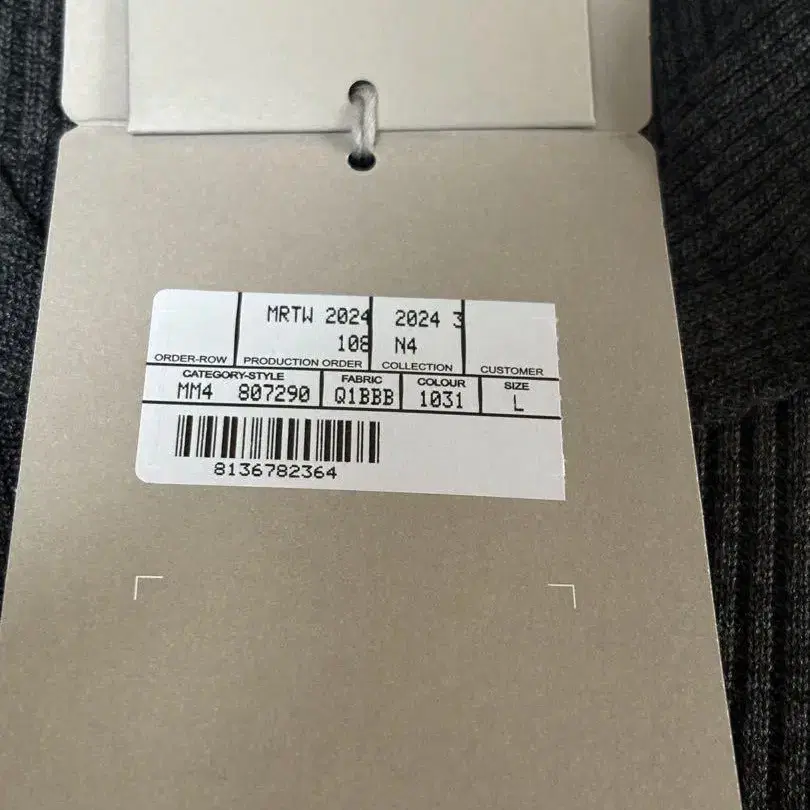 MRTW 2024 2024 3
108 N4
ORDER-ROW PRODUCTION ORDER COLLECTION CUSTOMER
CATEGORY-STYLE FABRIC COLOUR SIZE
MM4 807290 Q1BBB 1031 L
8136782364